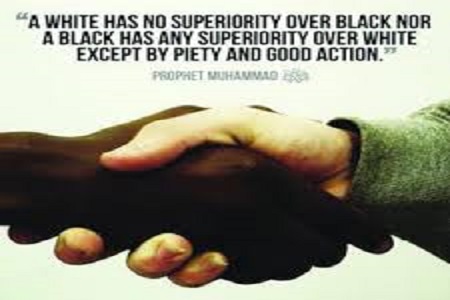 “A WHITE HAS NO SUPERIORITY OVER BLACK NOR
A BLACK HAS ANY SUPERIORITY OVER WHITE
EXCEPT BY PIETY AND GOOD ACTION.”
PROPHET MUHAMMAD